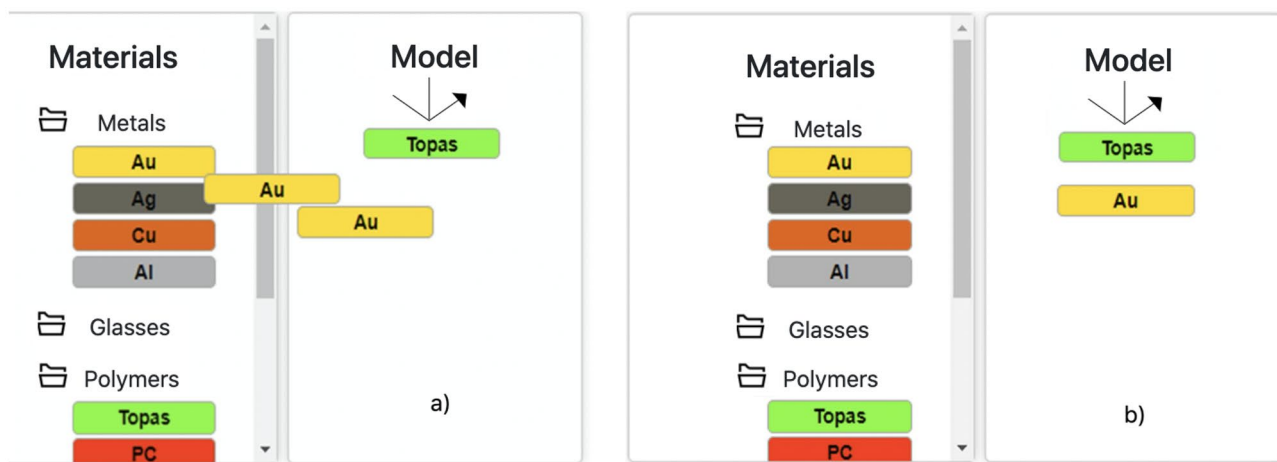 Materials
Metals
Au
Ag
Cu
Al
Glasses
Polymers
Topas
PC
Au
Au
Model
Topas
a)
Materials
Metals
Au
Ag
Cu
Al
Glasses
Polymers
Topas
PC
Model
Topas
Au
b)